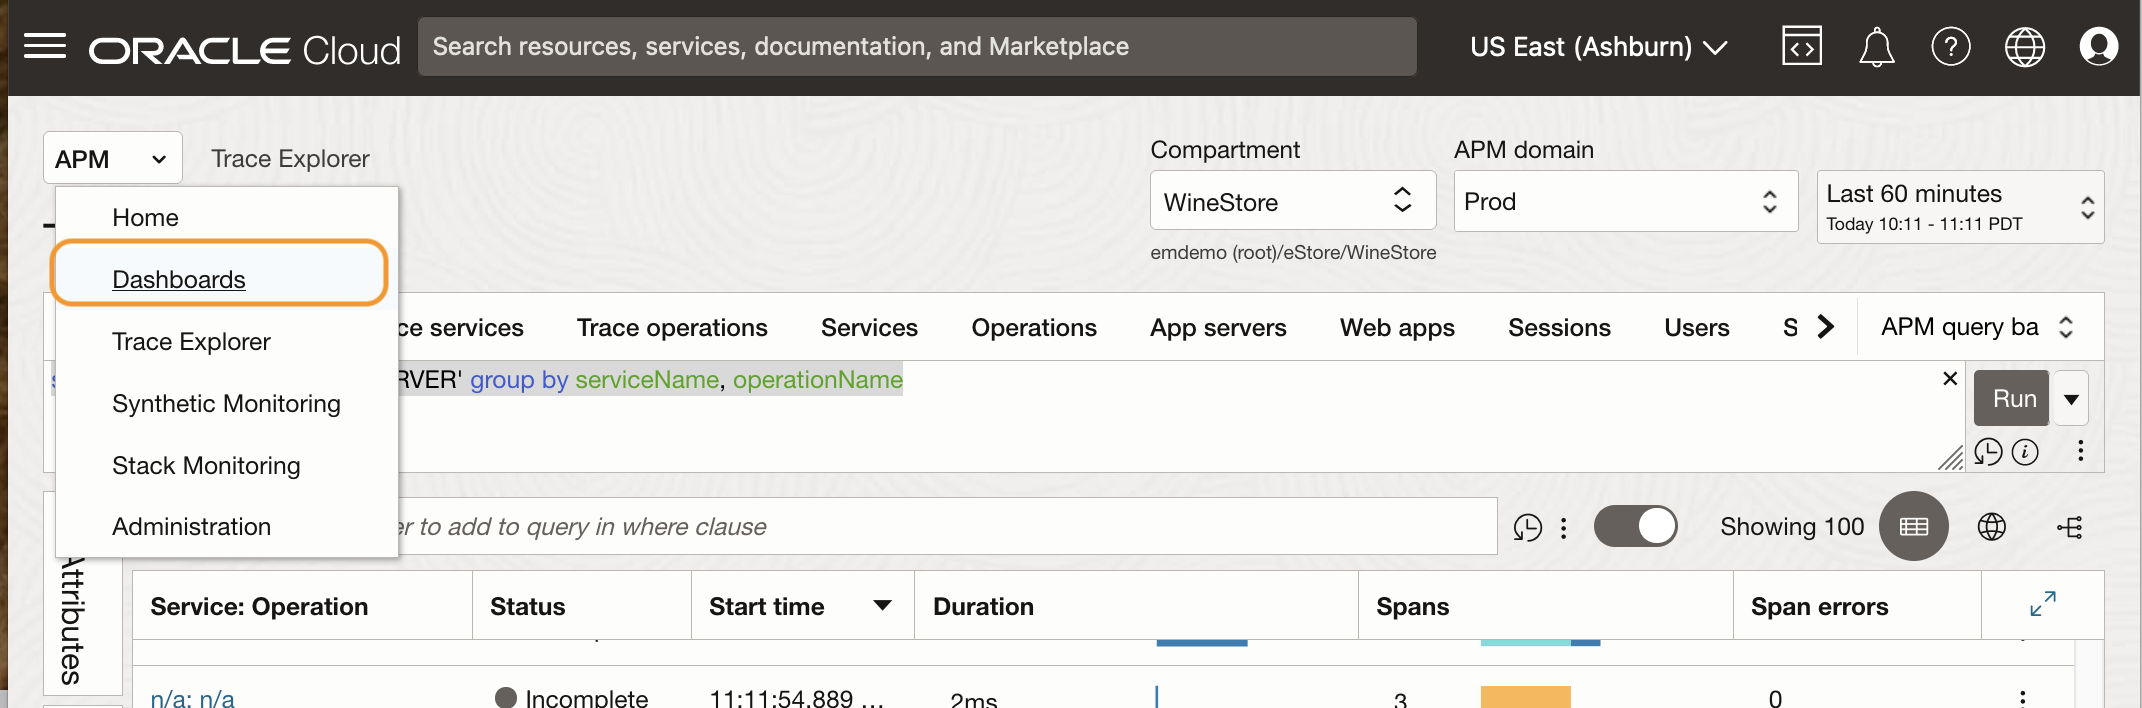 ORACLE Cloud
Search resources, services, documentation, and Marketplace
US East (Ashburn)
APM
Trace Explorer
Compartment
APM domain
WineStore
Prod
Last 60 minutes
Today 10:11 - 11:11 PDT
emdemo (root)/eStore/WineStore
Home
Dashboards
Trace Explorer
Synthetic Monitoring
Stack Monitoring
Administration
ce services
Trace operations
Services
Operations
App servers
Web apps
Sessions
Users
S
APM query ba
RVER' group by serviceName, operationName
Run
er to add to query in where clause
Showing 100
Attributes
Service: Operation
Status
Start time
Duration
Spans
Span errors
n/a: n/a
Incomplete
11:11:54.889 ...
2ms
3
0